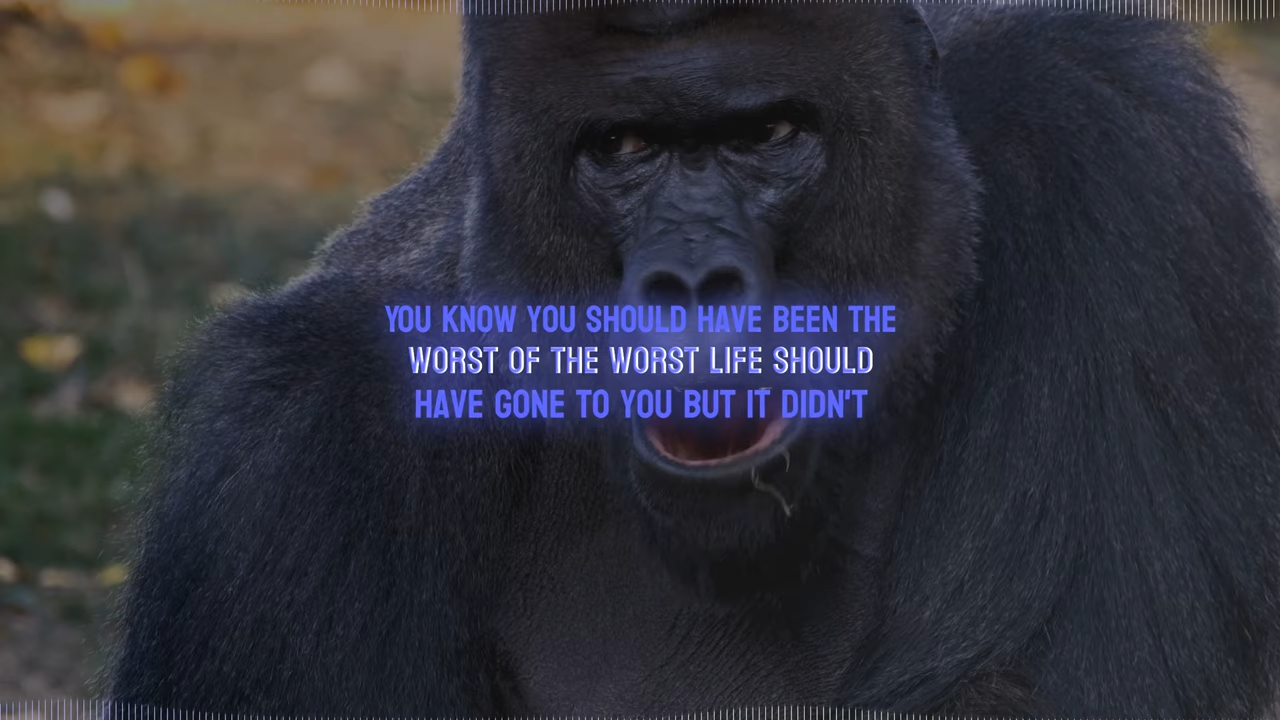 YOU KNOW YOU SHOULD HAVE BEEN THE
WORST OF THE WORST LIFE SHOULD
HAVE GONE TO YOU BUT IT DIDN'T